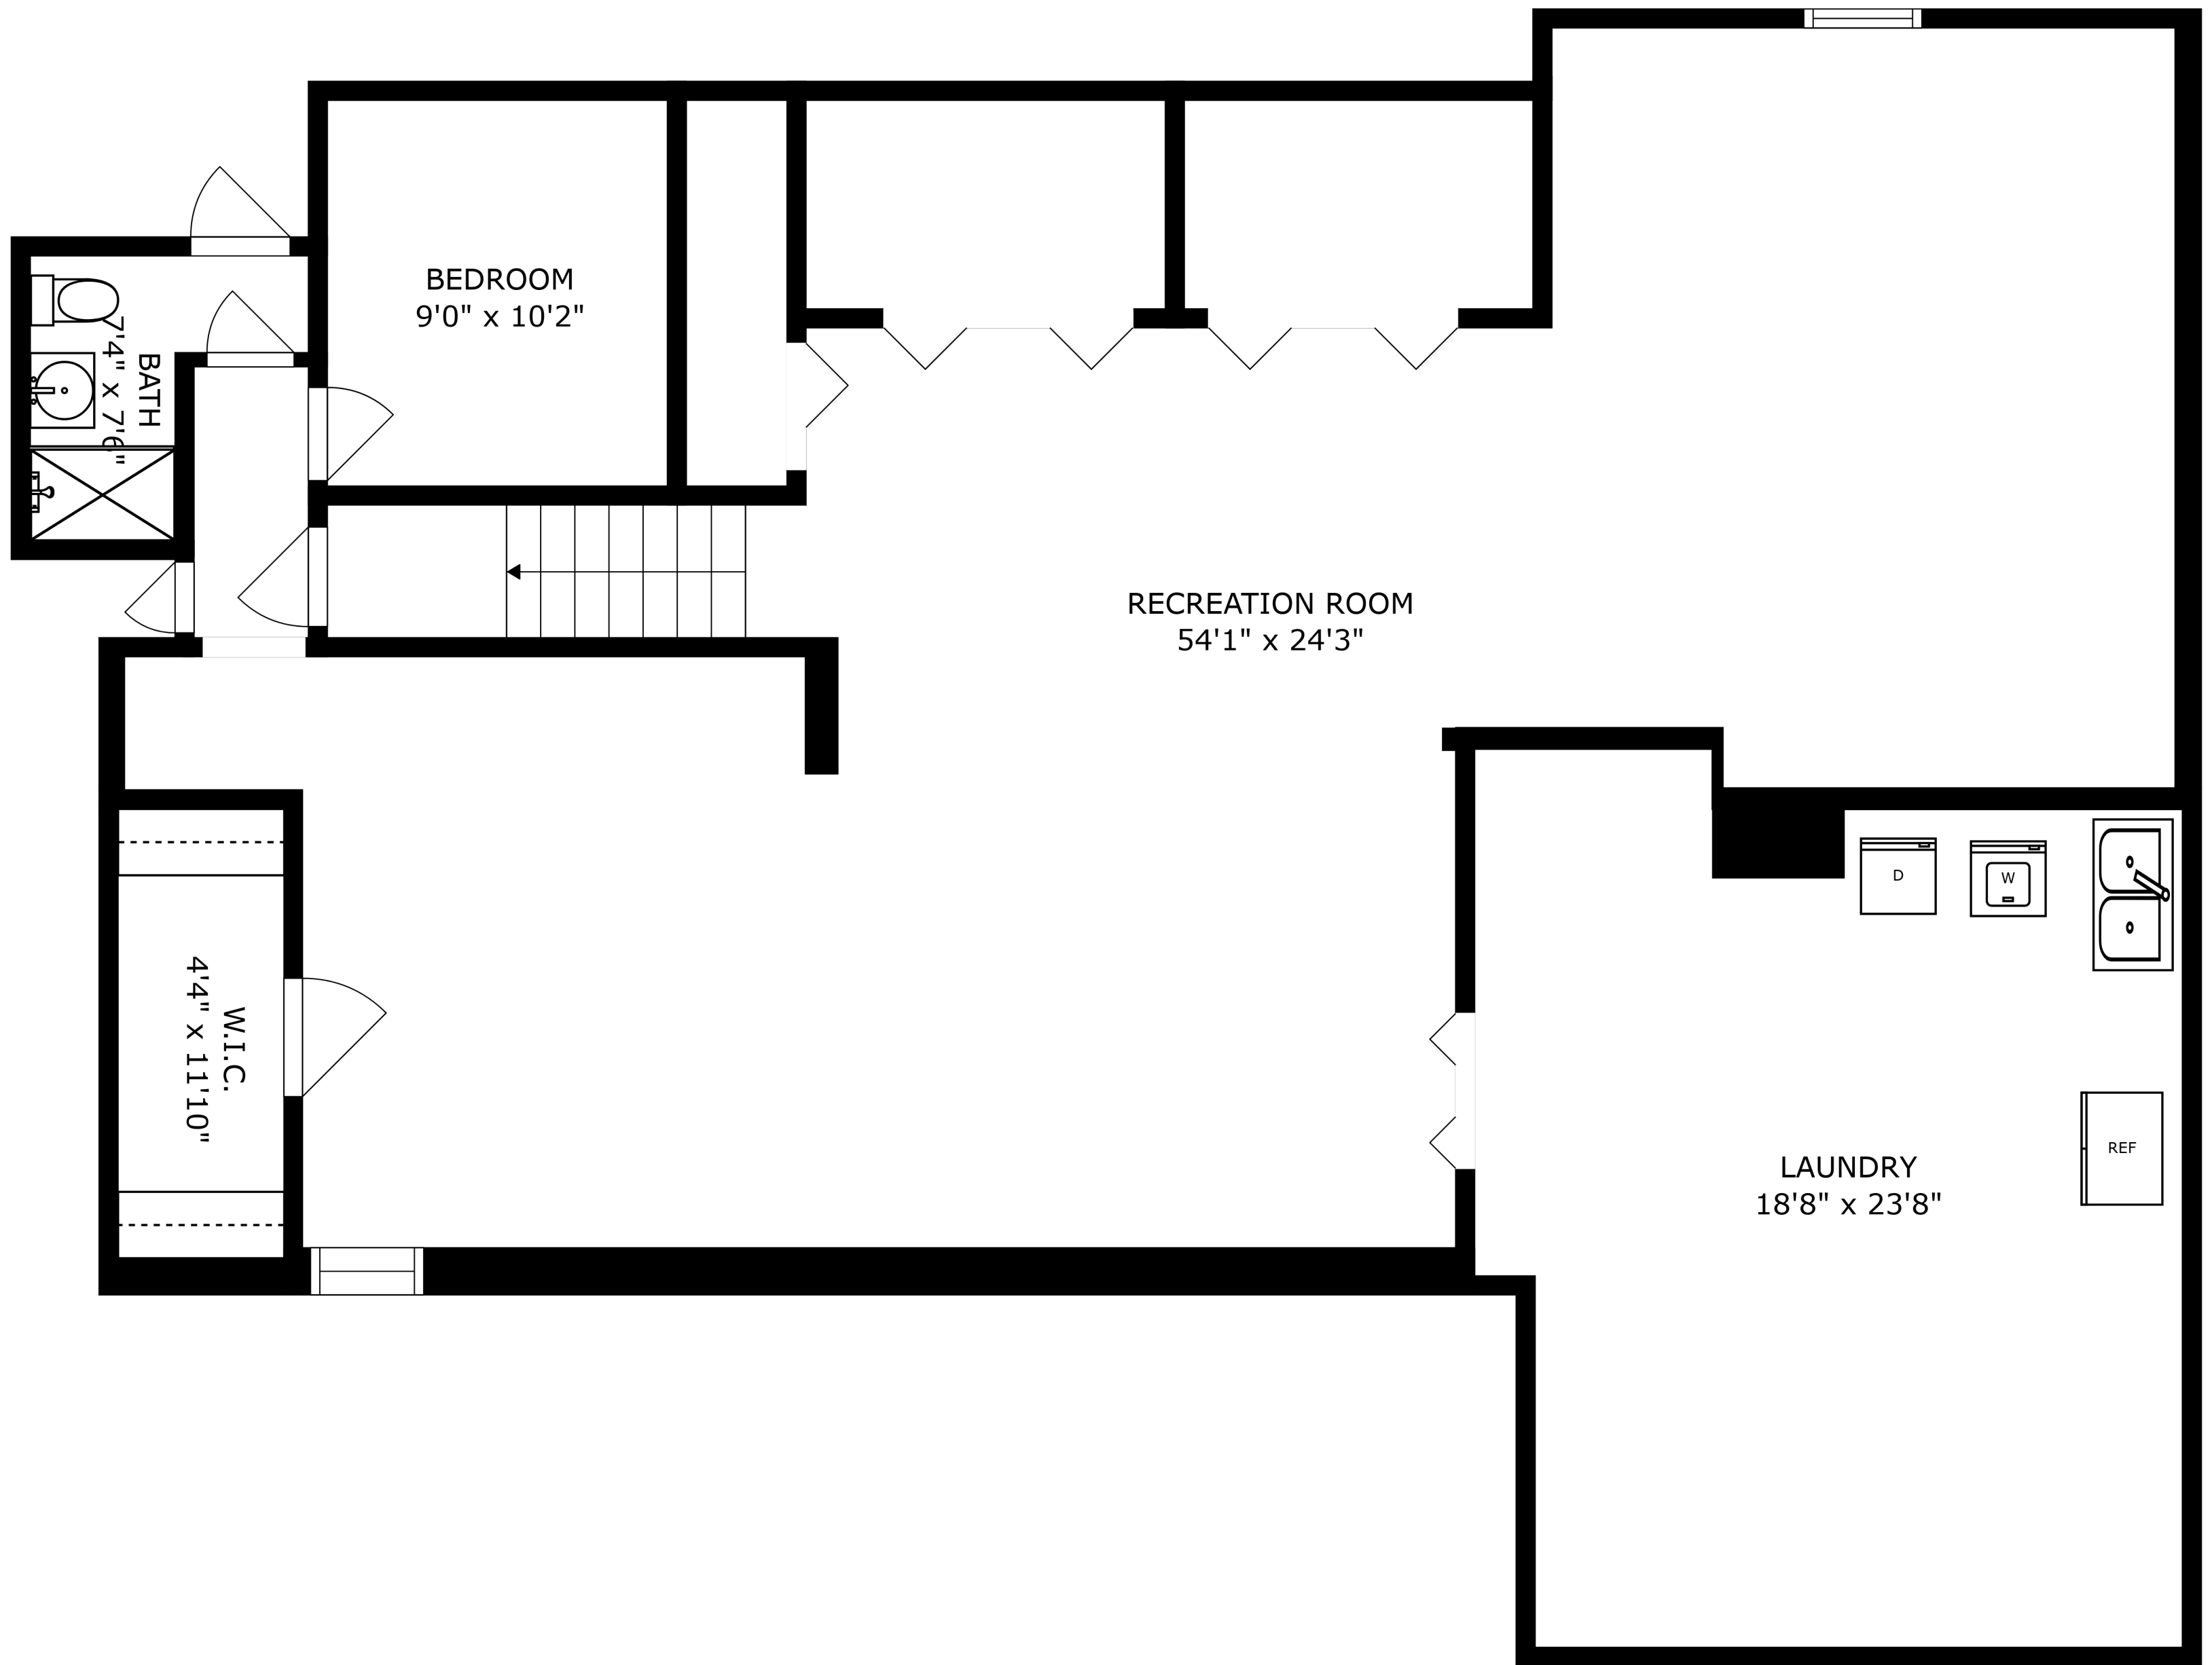 BEDROOM
9'0" x 10'2"
BATH
7'4" x 7'6"
RECREATION ROOM
54'1" x 24'3"
D
W
W.I.C.
4'4" x 11'10"
REF
LAUNDRY
18'8" x 23'8"